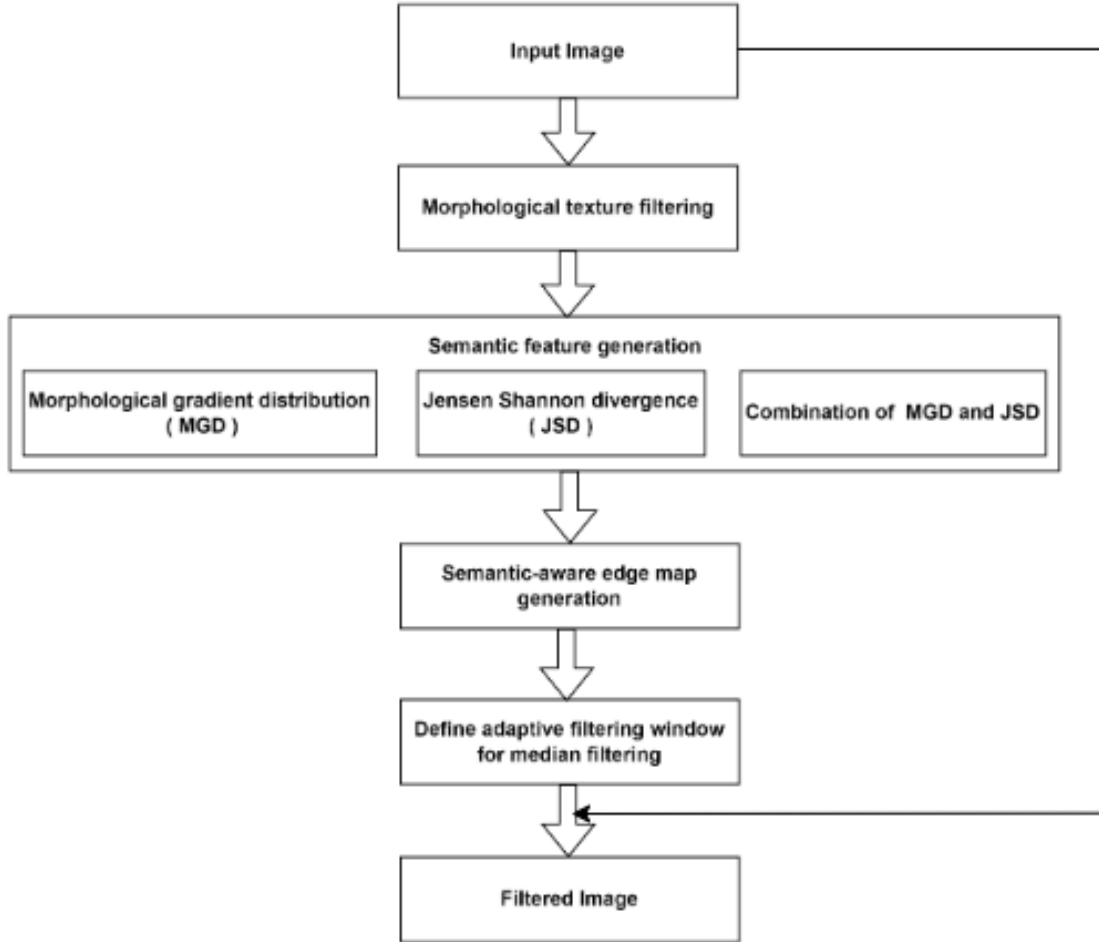 Input Image
Morphological texture filtering
Semantic feature generation
Morphological gradient distribution
( MGD )
Jensen Shannon divergence
( JSD )
Combination of MGD and JSD
Semantic-aware edge map
generation
Define adaptive filtering window
for median filtering
Filtered Image